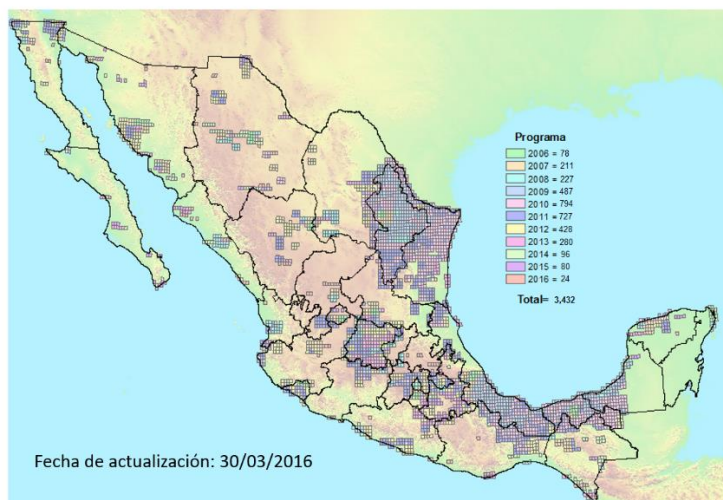 Programa
2006 = 78
2007 = 211
2008 = 227
2009 = 487
2010 = 794
2011 = 727
2012 = 428
2013 = 280
2014 = 96
2015 = 80
2016 = 24
Total= 3,432
Fecha de actualización: 30/03/2016